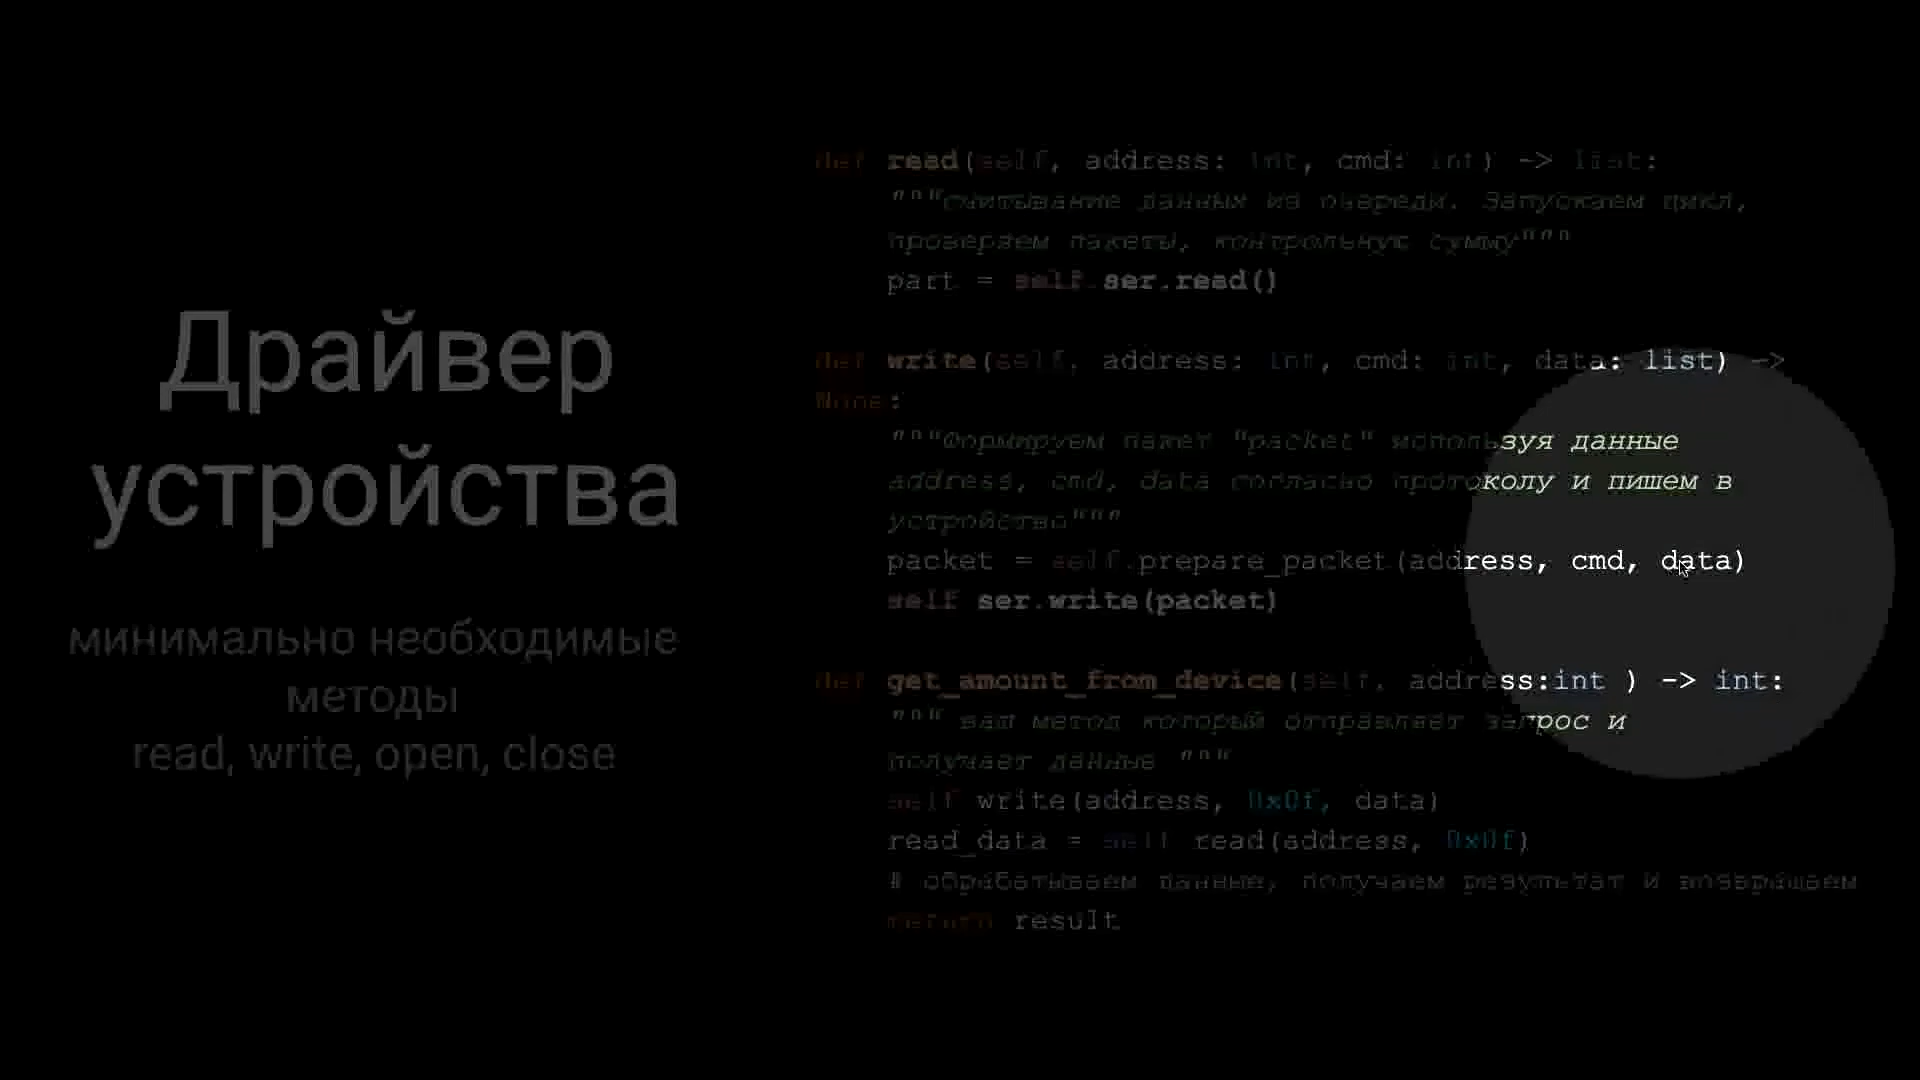 Драйвер
устройства
минимально необходимые
методы
read, write, open, close
def read(self, address: int, cmd: int) -> list:
"""считывание данных из очереди. Запускаем цикл,
проверяем пакеты, контрольную сумму"""
part = self.ser.read()
def write(self, address: int, cmd: int, data: list) ->
None:
"""Формируем пакет "packet" используя данные
address, cmd, data согласно протоколу и пишем в
устройство"""
packet = self.prepare_packet(address, cmd, data)
self ser.write(packet)
def get_amount_from_device(self, address:int ) -> int:
""" ваш метод который отправляет запрос и
получает данные """
self write(address, 0x0f, data)
read_data = self read(address, 0x0f)
# обрабатываем данные, получаем результат и возвращаем
return result